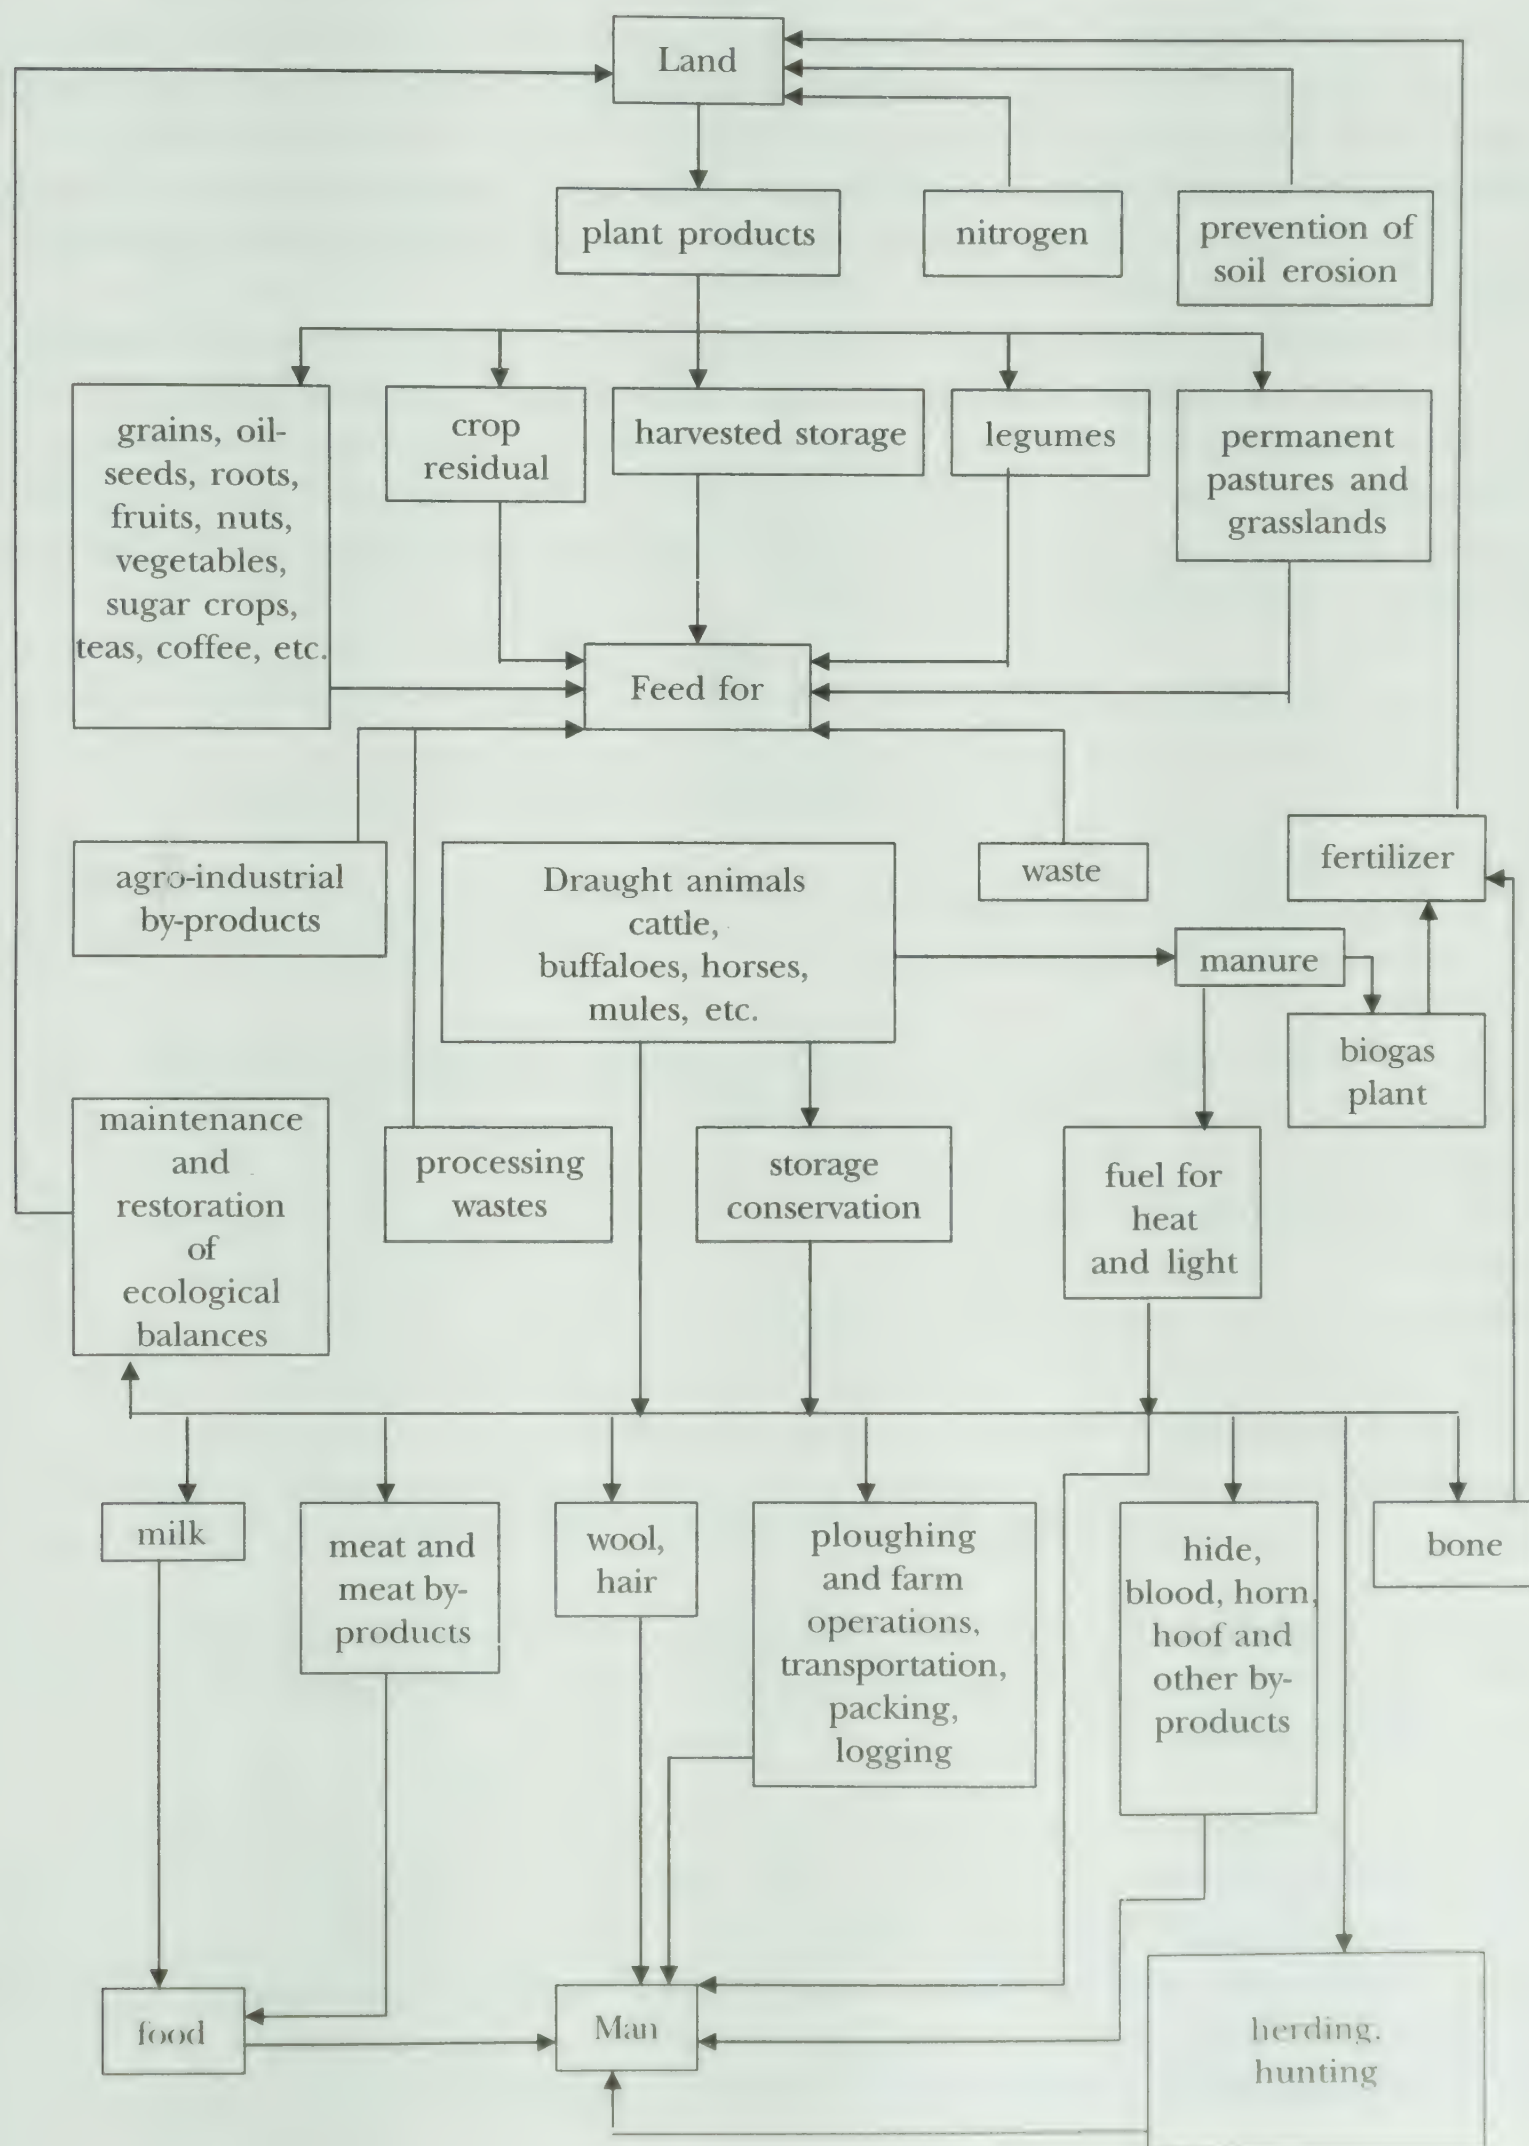 Land
plant products
nitrogen
prevention of
soil erosion
grains, oil-
seeds, roots,
fruits, nuts,
vegetables,
sugar crops,
teas, coffee, etc.
crop
residual
harvested storage
legumes
permanent
pastures and
grasslands
Feed for
agro-industrial
by-products
Draught animals
cattle,
buffaloes, horses,
mules, etc.
waste
fertilizer
manure
biogas
plant
maintenance
and
restoration
of
ecological
balances
processing
wastes
storage
conservation
fuel for
heat
and light
milk
meat and
meat by-
products
wool,
hair
ploughing
and farm
operations,
transportation,
packing,
logging
hide,
blood, horn,
hoof and
other by-
products
bone
food
Man
herding.
hunting